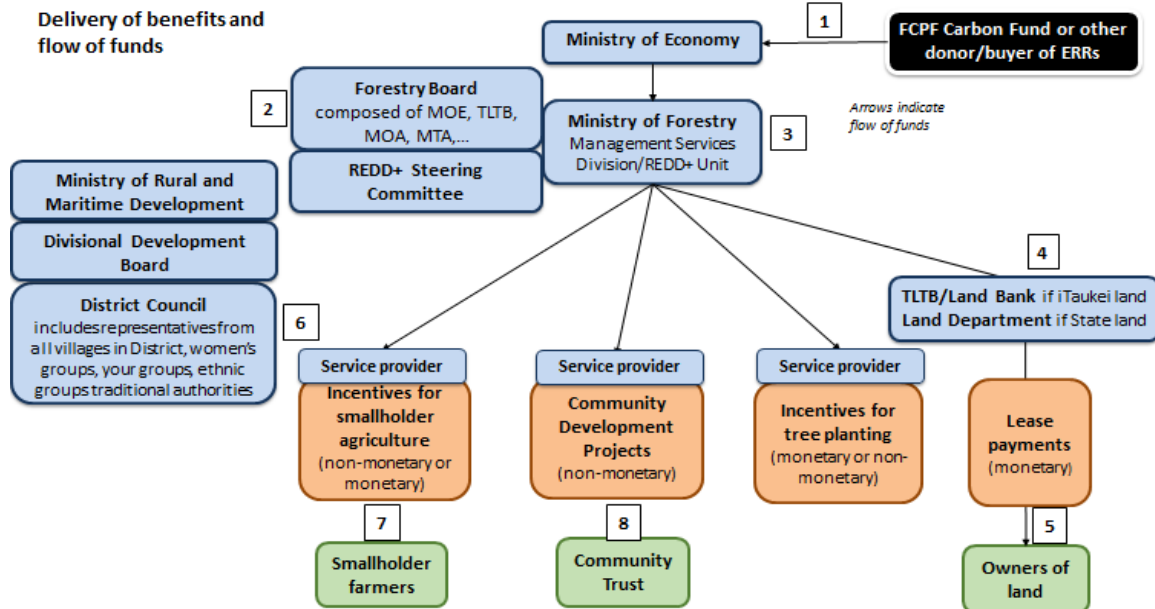 Delivery of benefits and
flow of funds
1
Ministry of Economy
FCPF Carbon Fund or other
donor/buyer of ERRs
2
Forestry Board
composed of MOE, TLTB,
MOA, MTA,...
REDD+ Steering
Committee
Ministry of Forestry
Management Services
Division/REDD+ Unit
3
Arrows indicate
flow of funds
Ministry of Rural and
Maritime Development
Divisional Development
Board
District Council
includes representatives from
all villages in District, women's
groups, your groups, ethnic
groups traditional authorities
6
4
TLTB/Land Bank if iTaukei land
Land Department if State land
Service provider
Incentives for
smallholder
agriculture
(non-monetary or
monetary)
Service provider
Community
Development
Projects
(non-monetary)
Service provider
Incentives for
tree planting
(monetary or non-
monetary)
Lease
payments
(monetary)
7
8
5
Smallholder
farmers
Community
Trust
Owners of
land